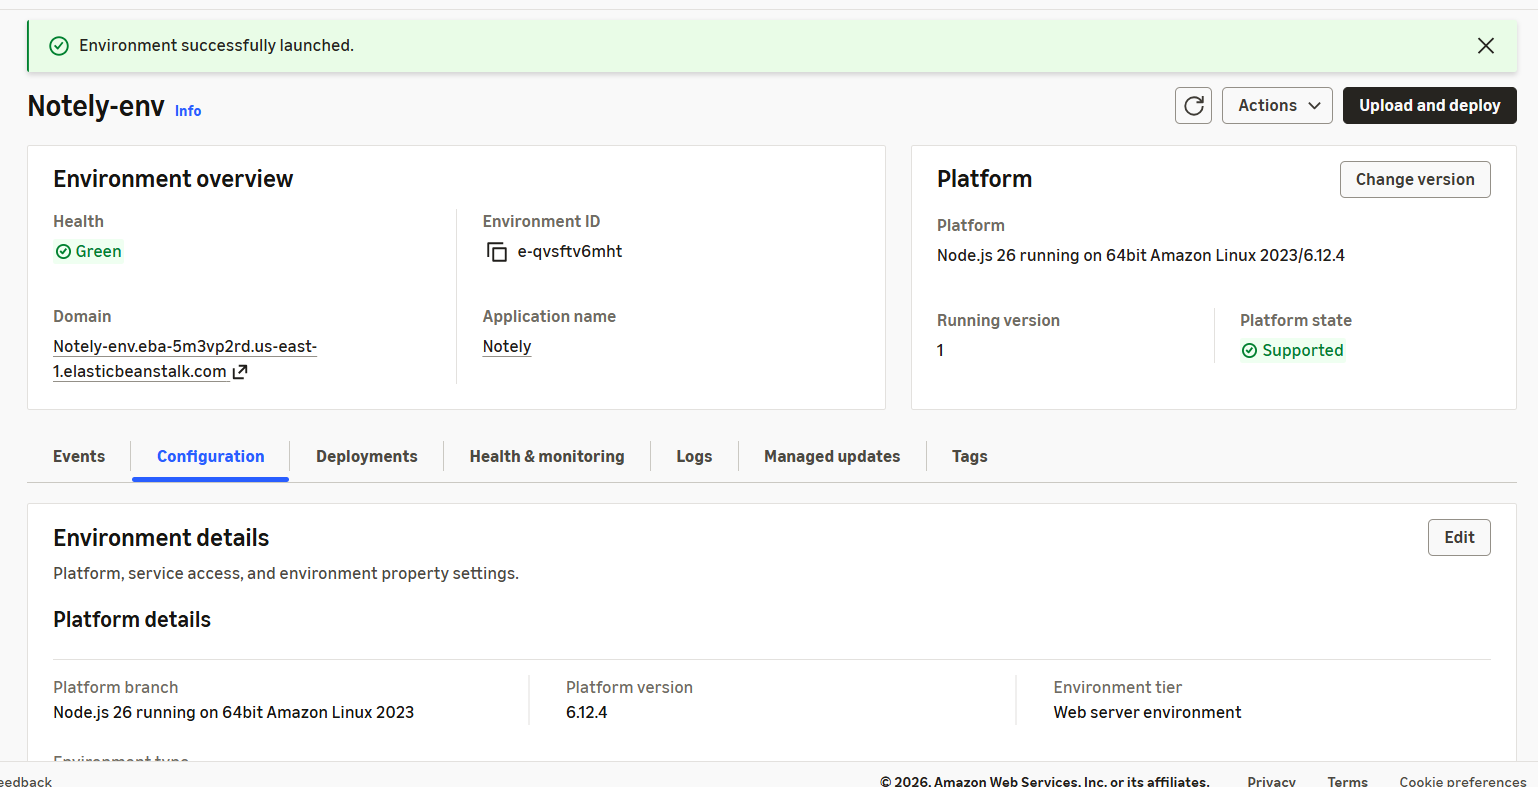 Environment successfully launched.
Notely-env Info
Actions
Upload and deploy
Environment overview
Health
Green
Environment ID
e-qvsftv6mht
Domain
Notely-env.eba-5m3vp2rd.us-east-
1.elasticbeanstalk.com
Application name
Notely
Platform
Change version
Platform
Node.js 26 running on 64bit Amazon Linux 2023/6.12.4
Running version
1
Platform state
Supported
Events
Configuration
Deployments
Health & monitoring
Logs
Managed updates
Tags
Environment details
Edit
Platform, service access, and environment property settings.
Platform details
Platform branch
Node.js 26 running on 64bit Amazon Linux 2023
Platform version
6.12.4
Environment tier
Web server environment
Environment type
eedback
© 2026, Amazon Web Services, Inc. or its affiliates.
Privacy
Terms
Cookie preferences